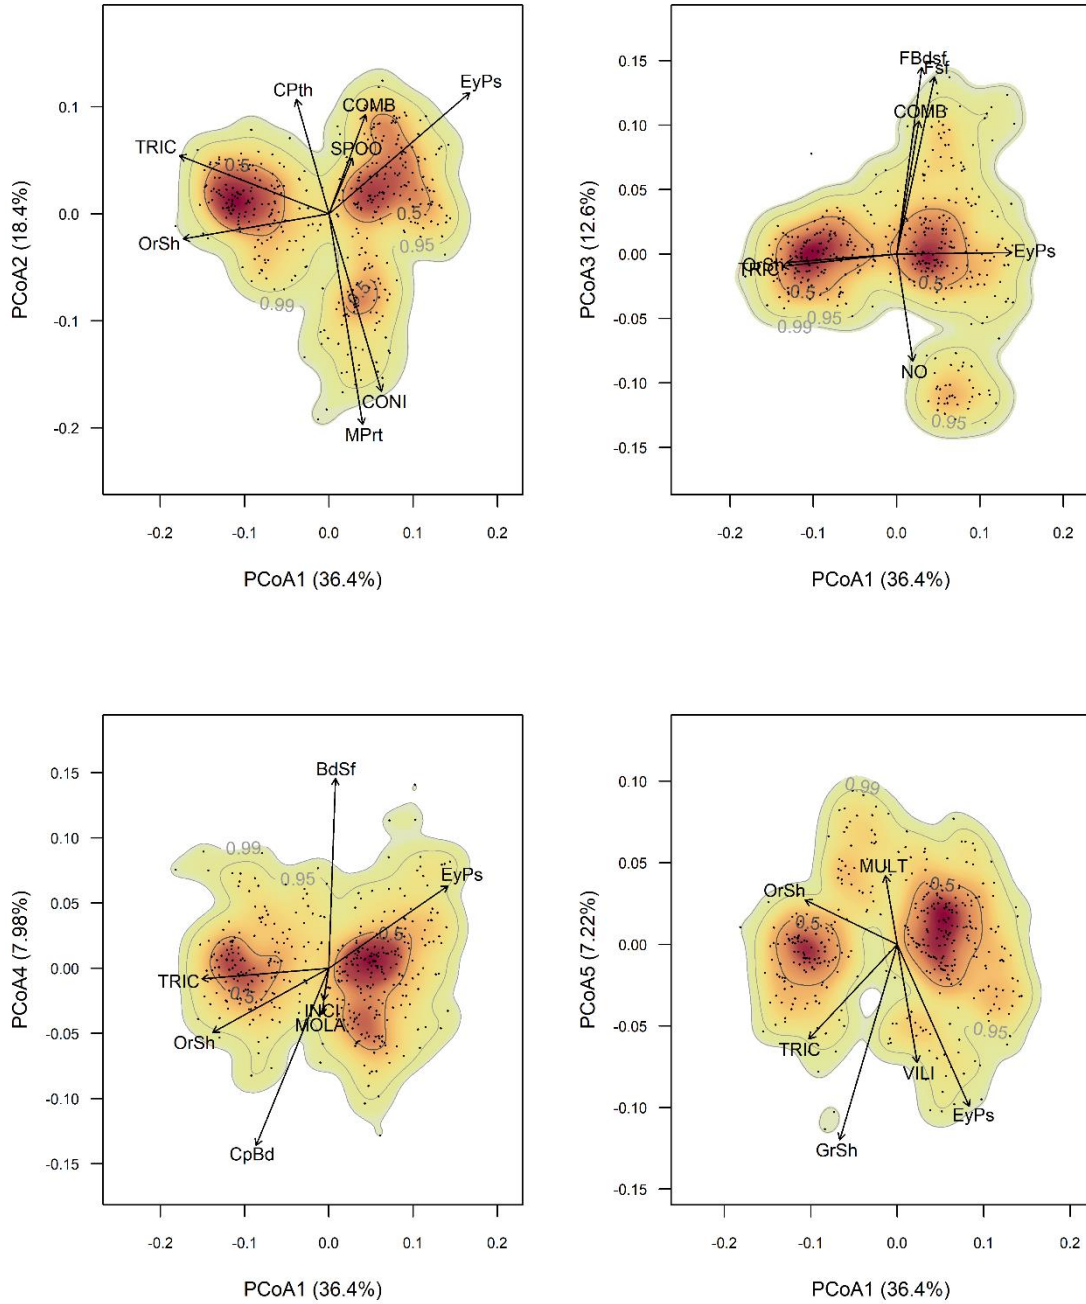 CPth
COMB
EyPs
SPOO
TRIC
0.5
OrSh
0.5
0.95
0.99
0.5
CONI
MPrt
0.1
0.0
-0.1
-0.2
PCoA2 (18.4%)
-0.2 -0.1 0.0 0.1 0.2
PCoA1 (36.4%)
FBdsf
Fsf
COMB
EyPs
OrSh
TRIC
0.5
0.5
0.95
0.99
NO
0.95
0.15
0.10
0.05
0.00
-0.05
-0.10
-0.15
PCoA3 (12.6%)
-0.2 -0.1 0.0 0.1 0.2
PCoA1 (36.4%)
BdSf
0.99
0.95
EyPs
0.5
TRIC
0.5
INCI
MOLA
OrSh
CpBd
0.15
0.10
0.05
0.00
-0.05
-0.10
-0.15
PCoA4 (7.98%)
-0.2 -0.1 0.0 0.1 0.2
PCoA1 (36.4%)
0.99
MULT
OrSh
0.5
0.5
TRIC
0.95
VILI
EyPs
GrSh
0.10
0.05
0.00
-0.05
-0.10
-0.15
PCoA5 (7.22%)
-0.2 -0.1 0.0 0.1 0.2
PCoA1 (36.4%)